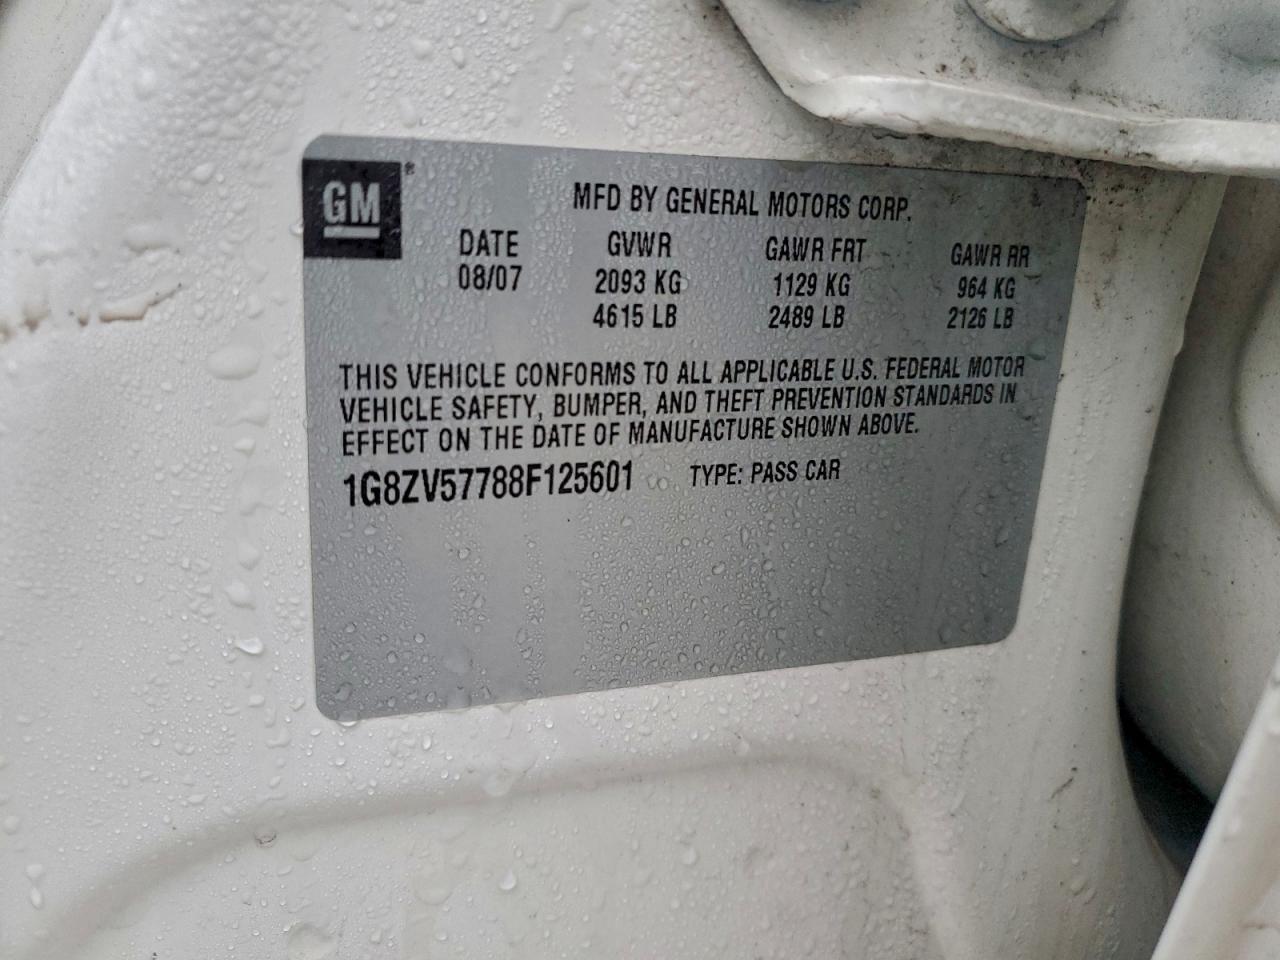 GM®
MFD BY GENERAL MOTORS CORP.
DATE GVWR GAWR FRT GAWR RR
08/07 2093 KG 1129 KG 964 KG
4615 LB 2489 LB 2126 LB
THIS VEHICLE CONFORMS TO ALL APPLICABLE U.S. FEDERAL MOTOR
VEHICLE SAFETY, BUMPER, AND THEFT PREVENTION STANDARDS IN
EFFECT ON THE DATE OF MANUFACTURE SHOWN ABOVE.
1G8ZV57788F125601 TYPE: PASS CAR